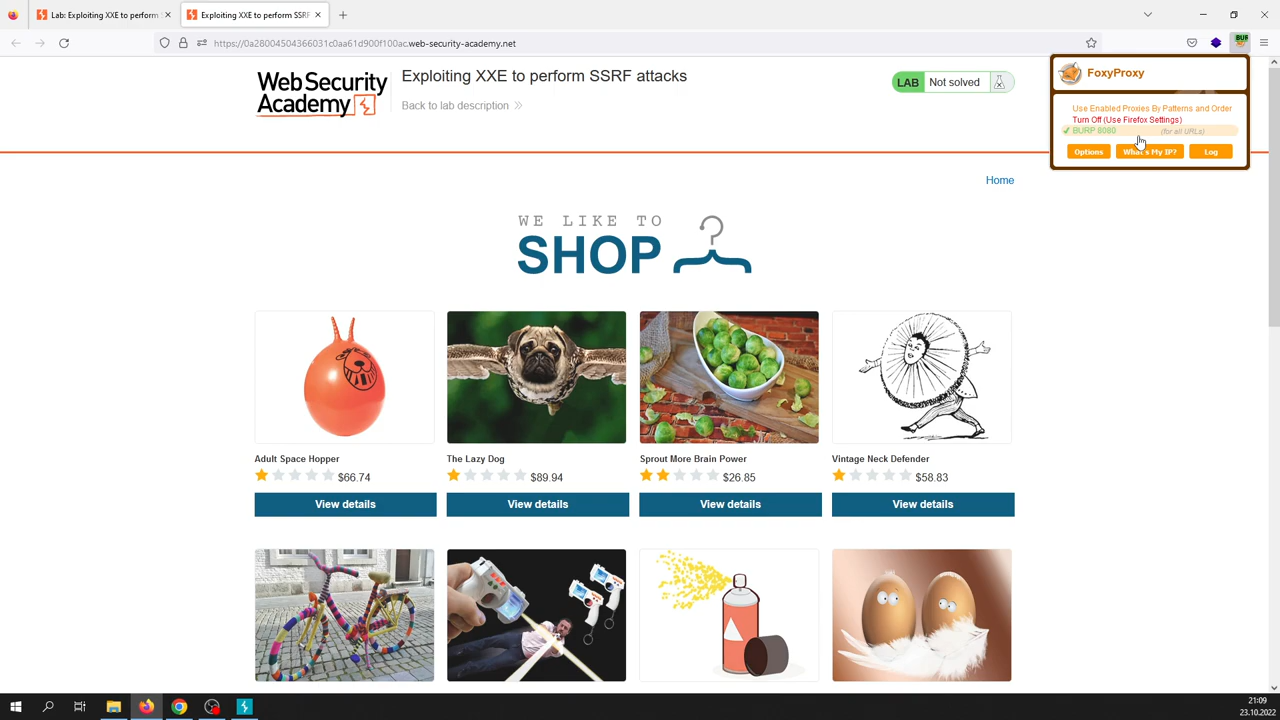 Lab: Exploiting XXE to perform S
Exploiting XXE to perform SSRF
https://0a28004504366031c0aa61d900f100ac.web-security-academy.net
BUR
WebSecurity
Academy
Exploiting XXE to perform SSRF attacks
Back to lab description
LAB
Not solved
FoxyProxy
Use Enabled Proxies By Patterns and Order
Turn Off (Use Firefox Settings)
BURP 8080
(for all URLs)
Options
What's My IP?
Log
Home
WE LIKE TO
SHOP
Adult Space Hopper
$66.74
View details
The Lazy Dog
$89.94
View details
Sprout More Brain Power
$26.85
View details
Vintage Neck Defender
$58.83
View details
21:09
23.10.2022